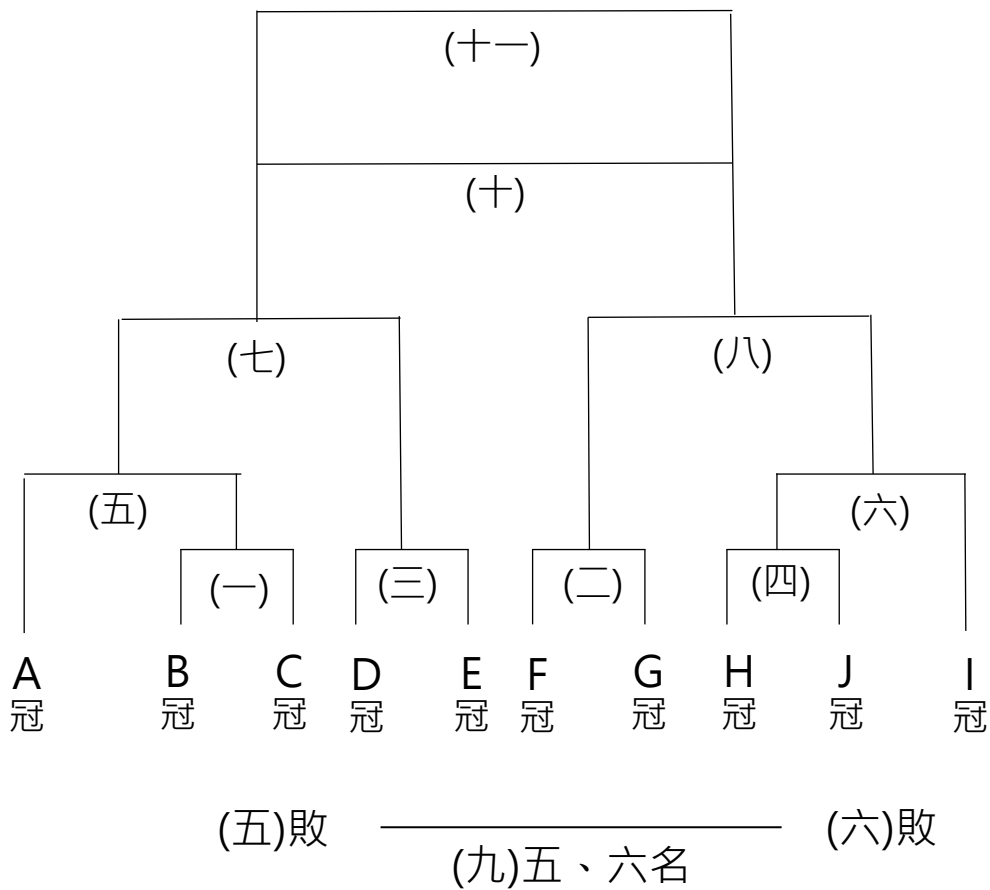 (十一)
(十)
(七)
(八)
(五)
(六)
(一)
(三)
(二)
(四)
A B C D E F G H J I
冠 冠 冠 冠 冠 冠 冠 冠 冠 冠
(五)敗 (六)敗
(九)五、六名